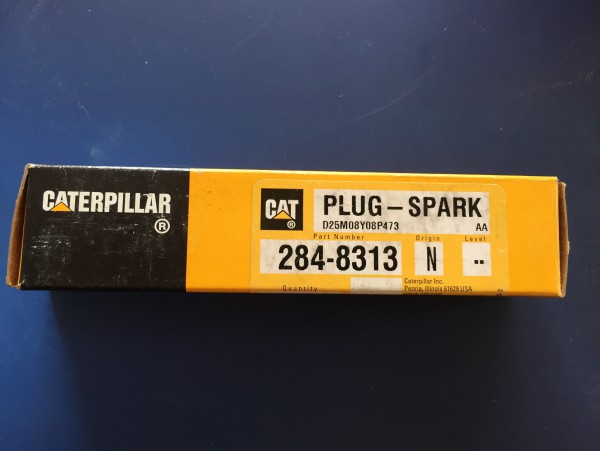 CATERPILLAR
®
CAT
®
PLUG-SPARK
D25M08Y08P473 AA
Part Number Origin Level
284-8313 N ..
Quantity
Caterpillar Inc.
Peoria, Illinois 61629 USA